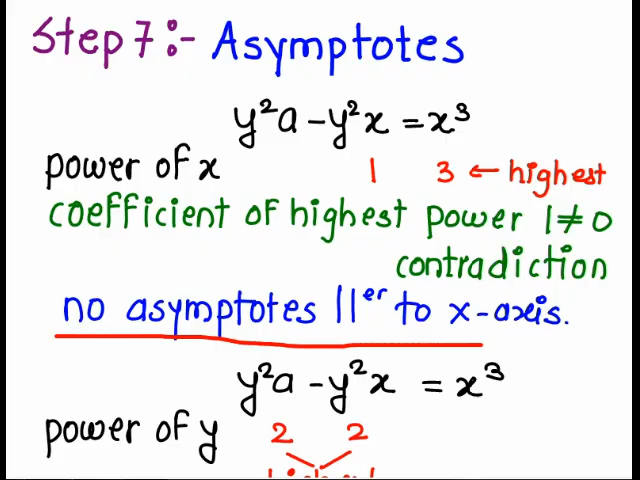 Step 7:- Asymptotes
y²a - y²x = x³
power of x 1 3 ← highest
coefficient of highest power 1≠0
contradiction
no asymptotes ||er to x-axis.
y²a - y²x = x³
power of y 2 2